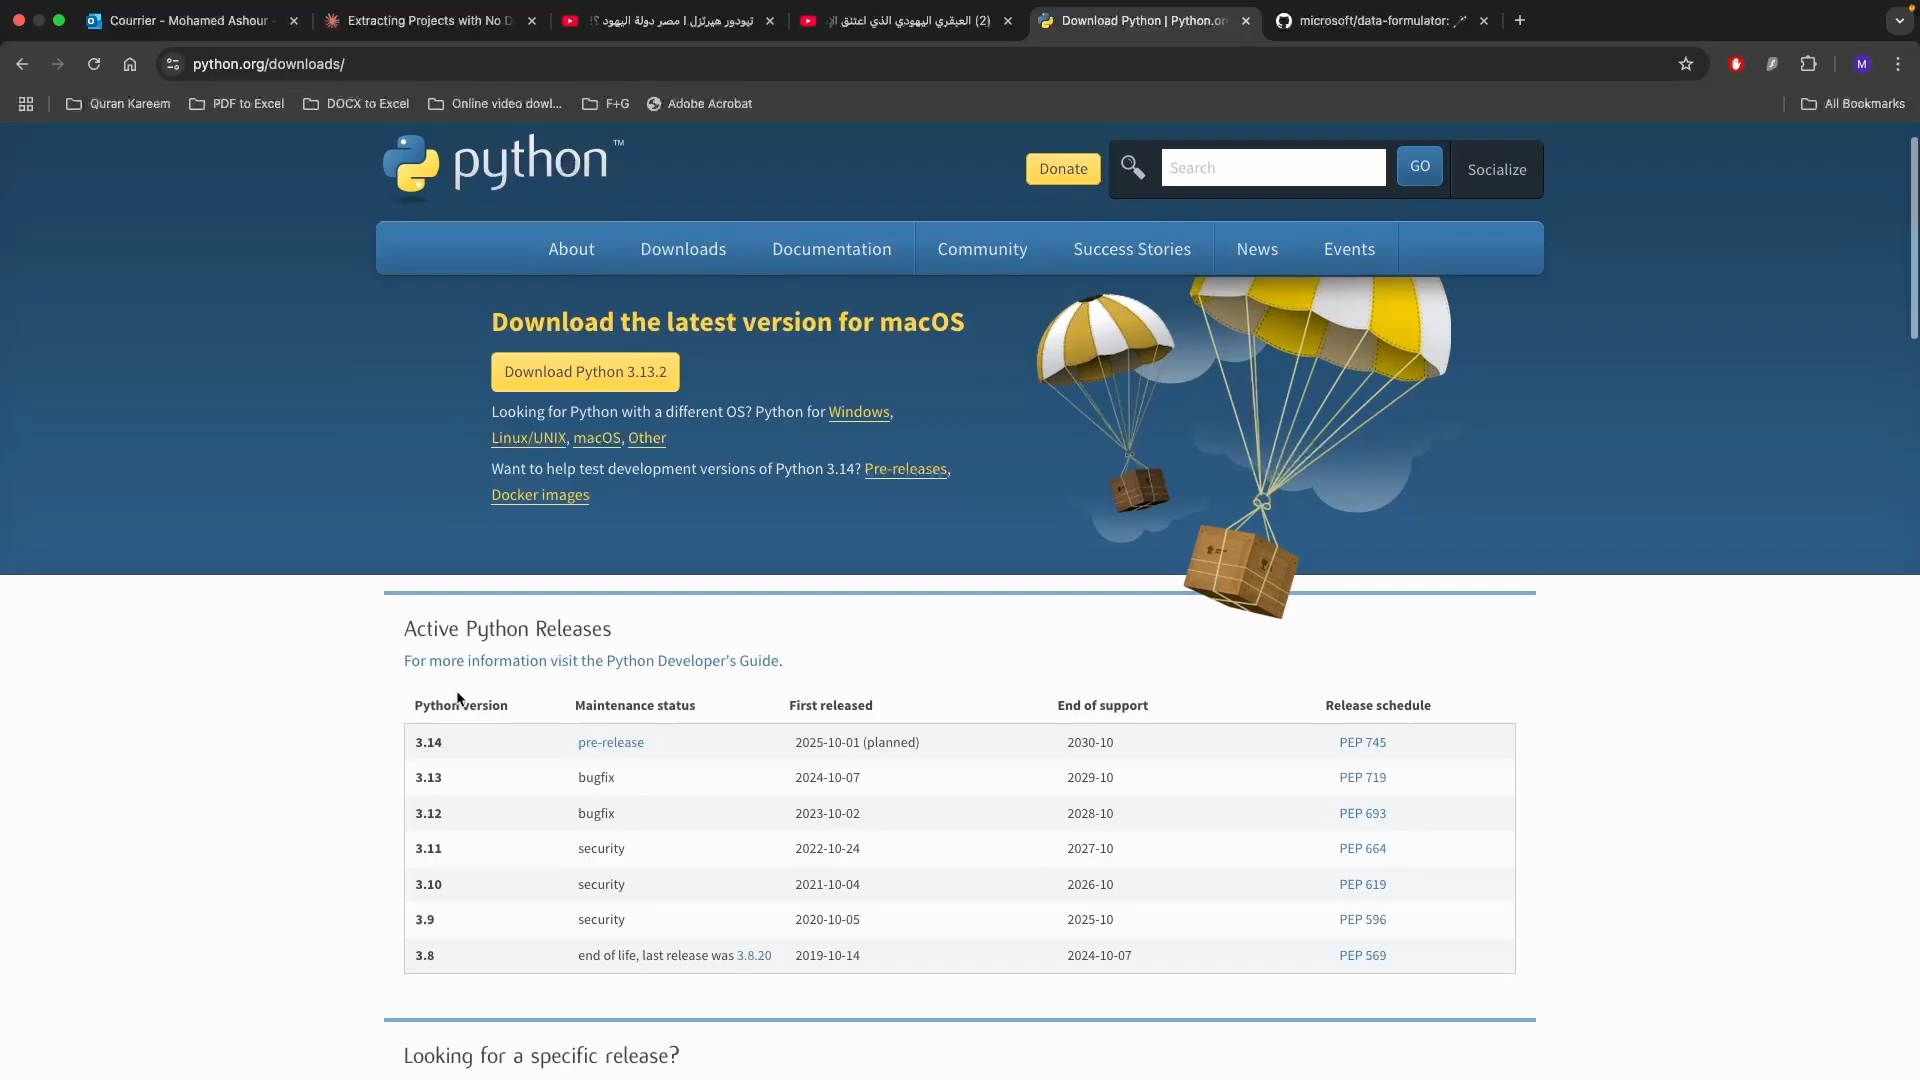 Courrier - Mohamed Ashour
Extracting Projects with No D
تيودور هيرتزل | مصر دولة اليهود ؟!
(2) العبقري اليهودي الذي اعتنق الإ
Download Python | Python.or
microsoft/data-formulator: 🪄
python.org/downloads/
M
Quran Kareem
PDF to Excel
DOCX to Excel
Online video dowl...
F+G
Adobe Acrobat
All Bookmarks
python™
Donate
Search
GO
Socialize
About
Downloads
Documentation
Community
Success Stories
News
Events
Download the latest version for macOS
Download Python 3.13.2
Looking for Python with a different OS? Python for Windows,
Linux/UNIX, macOS, Other
Want to help test development versions of Python 3.14? Pre-releases,
Docker images
Active Python Releases
For more information visit the Python Developer's Guide.
Python version Maintenance status First released End of support Release schedule
3.14 pre-release 2025-10-01 (planned) 2030-10 PEP 745
3.13 bugfix 2024-10-07 2029-10 PEP 719
3.12 bugfix 2023-10-02 2028-10 PEP 693
3.11 security 2022-10-24 2027-10 PEP 664
3.10 security 2021-10-04 2026-10 PEP 619
3.9 security 2020-10-05 2025-10 PEP 596
3.8 end of life, last release was 3.8.20 2019-10-14 2024-10-07 PEP 569
Looking for a specific release?